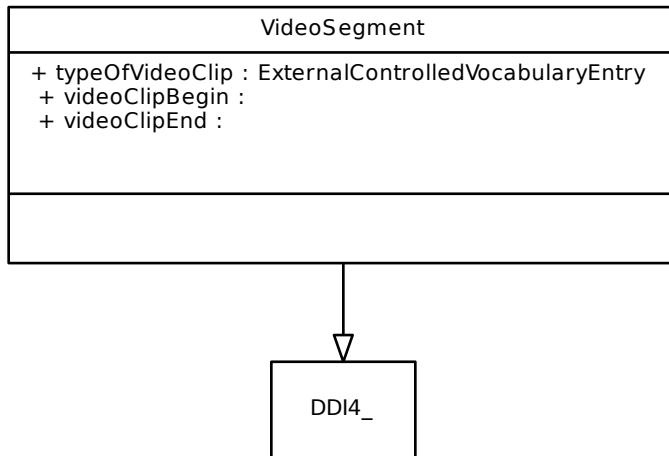 VideoSegment
+ typeOfVideoClip : ExternalControlledVocabularyEntry
+ videoClipBegin :
+ videoClipEnd :
DDI4_